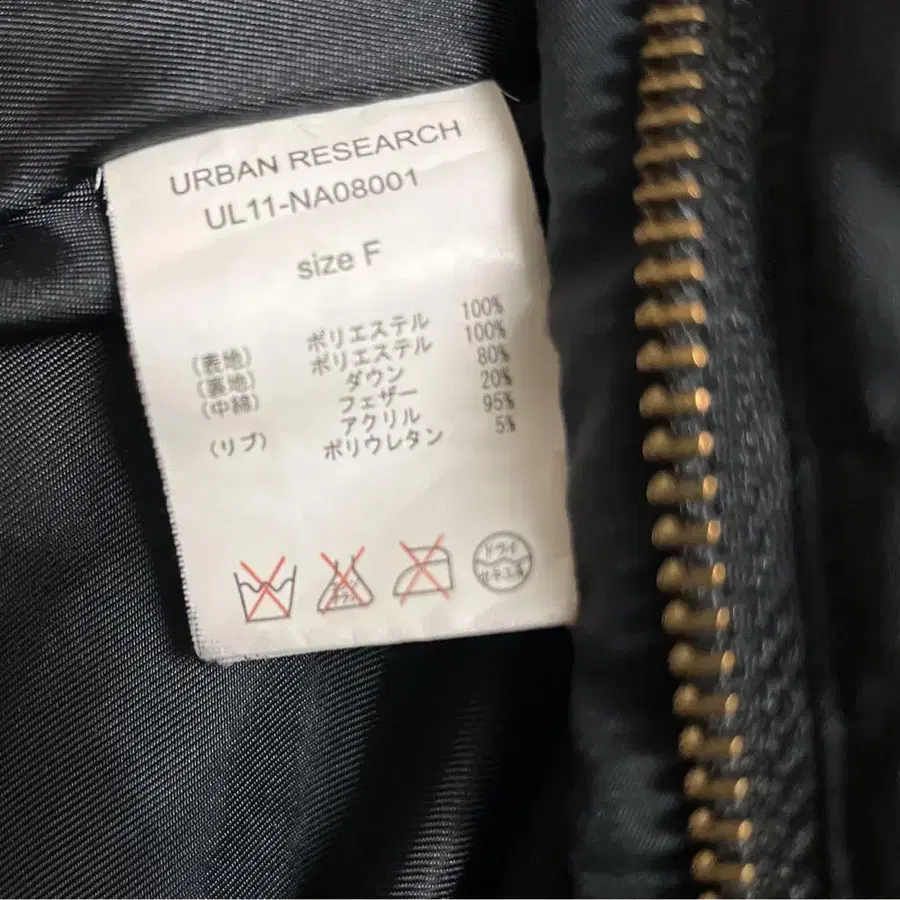 URBAN RESEARCH
UL11-NA08001
size F
(表地) ポリエステル 100%
(裏地) ポリエステル 100%
(中綿) ダウン 80%
フェザー 20%
(リブ) アクリル 95%
ポリウレタン 5%
ドライ